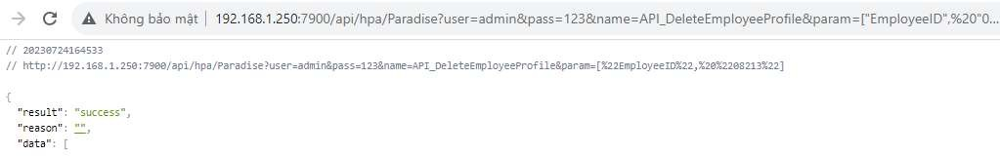 Không bảo mật | 192.168.1.250:7900/api/hpa/Paradise?user=admin&pass=123&name=API_DeleteEmployeeProfile&param=["EmployeeID",%20"0...
// 20230724164533
// http://192.168.1.250:7900/api/hpa/Paradise?user=admin&pass=123&name=API_DeleteEmployeeProfile&param=[%22EmployeeID%22,%20%2208213%22]
{
"result": "success",
"reason": "",
"data": [